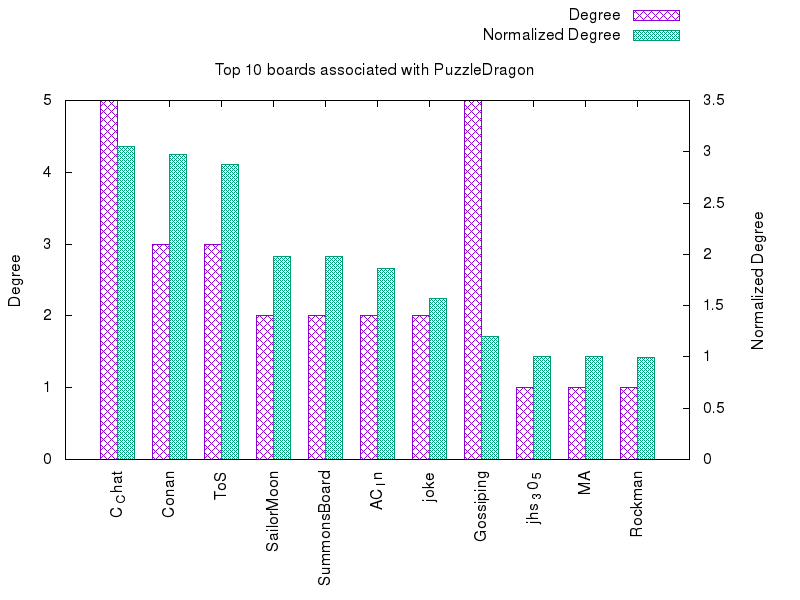 Degree
Normalized Degree
Top 10 boards associated with PuzzleDragon
5
4
3
2
1
0
3.5
3
2.5
2
1.5
1
0.5
0
Degree
Normalized Degree
C_Chat
Conan
ToS
SailorMoon
SummonsBoard
AC_In
joke
Gossiping
jhs_3 0_5
MA
Rockman